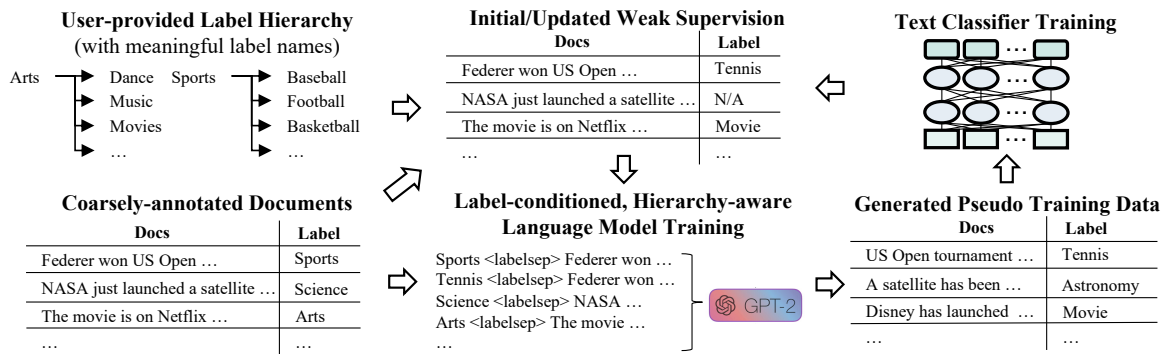 User-provided Label Hierarchy
(with meaningful label names)
Arts
Dance
Music
Movies
…
Sports
Baseball
Football
Basketball
…
Initial/Updated Weak Supervision
Docs Label
Federer won US Open … Tennis
NASA just launched a satellite … N/A
The movie is on Netflix … Movie
… …
Text Classifier Training
…
…
…
…
Coarsely-annotated Documents
Docs Label
Federer won US Open … Sports
NASA just launched a satellite … Science
The movie is on Netflix … Arts
… …
Label-conditioned, Hierarchy-aware
Language Model Training
Sports <labelsep> Federer won …
Tennis <labelsep> Federer won …
Science <labelsep> NASA …
Arts <labelsep> The movie …
…
GPT-2
Generated Pseudo Training Data
Docs Label
US Open tournament … Tennis
A satellite has been … Astronomy
Disney has launched … Movie
… …